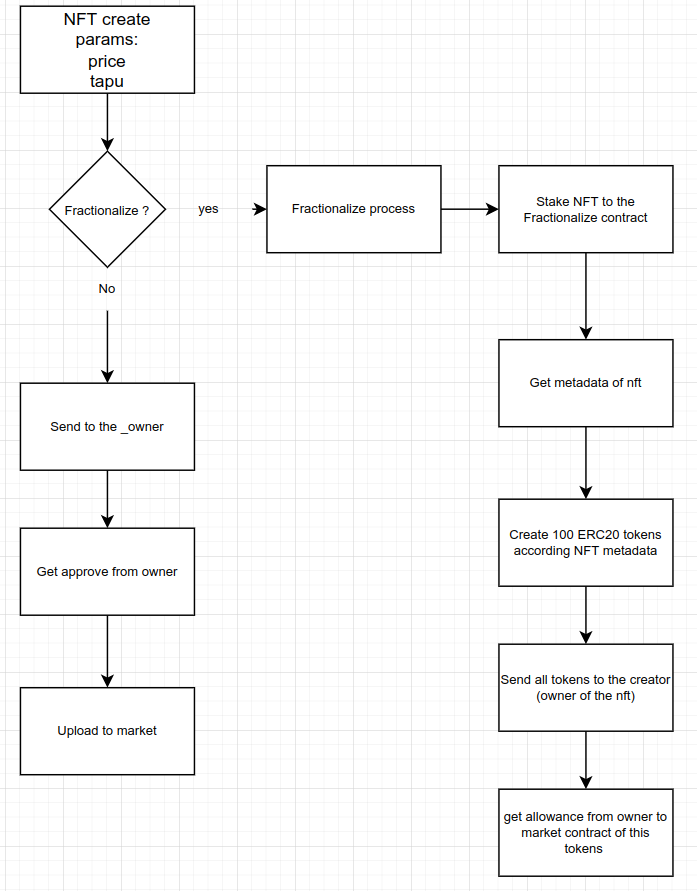 NFT create
params:
price
tapu
Fractionalize ?
yes
Fractionalize process
Stake NFT to the
Fractionalize contract
No
Get metadata of nft
Send to the _owner
Create 100 ERC20 tokens
according NFT metadata
Get approve from owner
Send all tokens to the creator
(owner of the nft)
Upload to market
get allowance from owner to
market contract of this
tokens